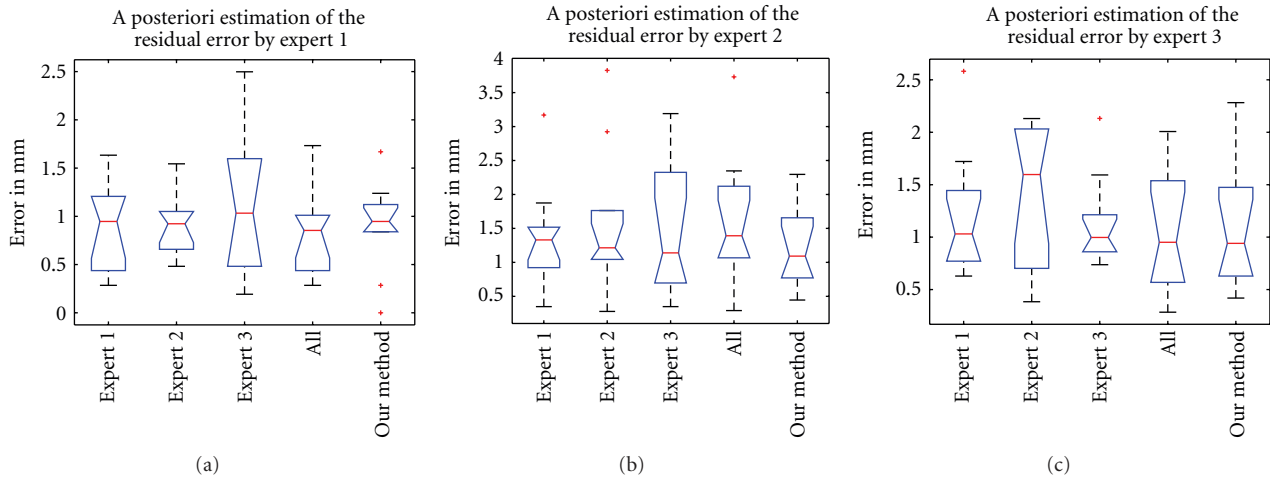 A posteriori estimation of the
residual error by expert 1
2.5
2
1.5
1
0.5
0
Error in mm
Expert 1
Expert 2
Expert 3
All
Our method
(a)
A posteriori estimation of the
residual error by expert 2
4
3.5
3
2.5
2
1.5
1
0.5
Error in mm
Expert 1
Expert 2
Expert 3
All
Our method
(b)
A posteriori estimation of the
residual error by expert 3
2.5
2
1.5
1
0.5
Error in mm
Expert 1
Expert 2
Expert 3
All
Our method
(c)